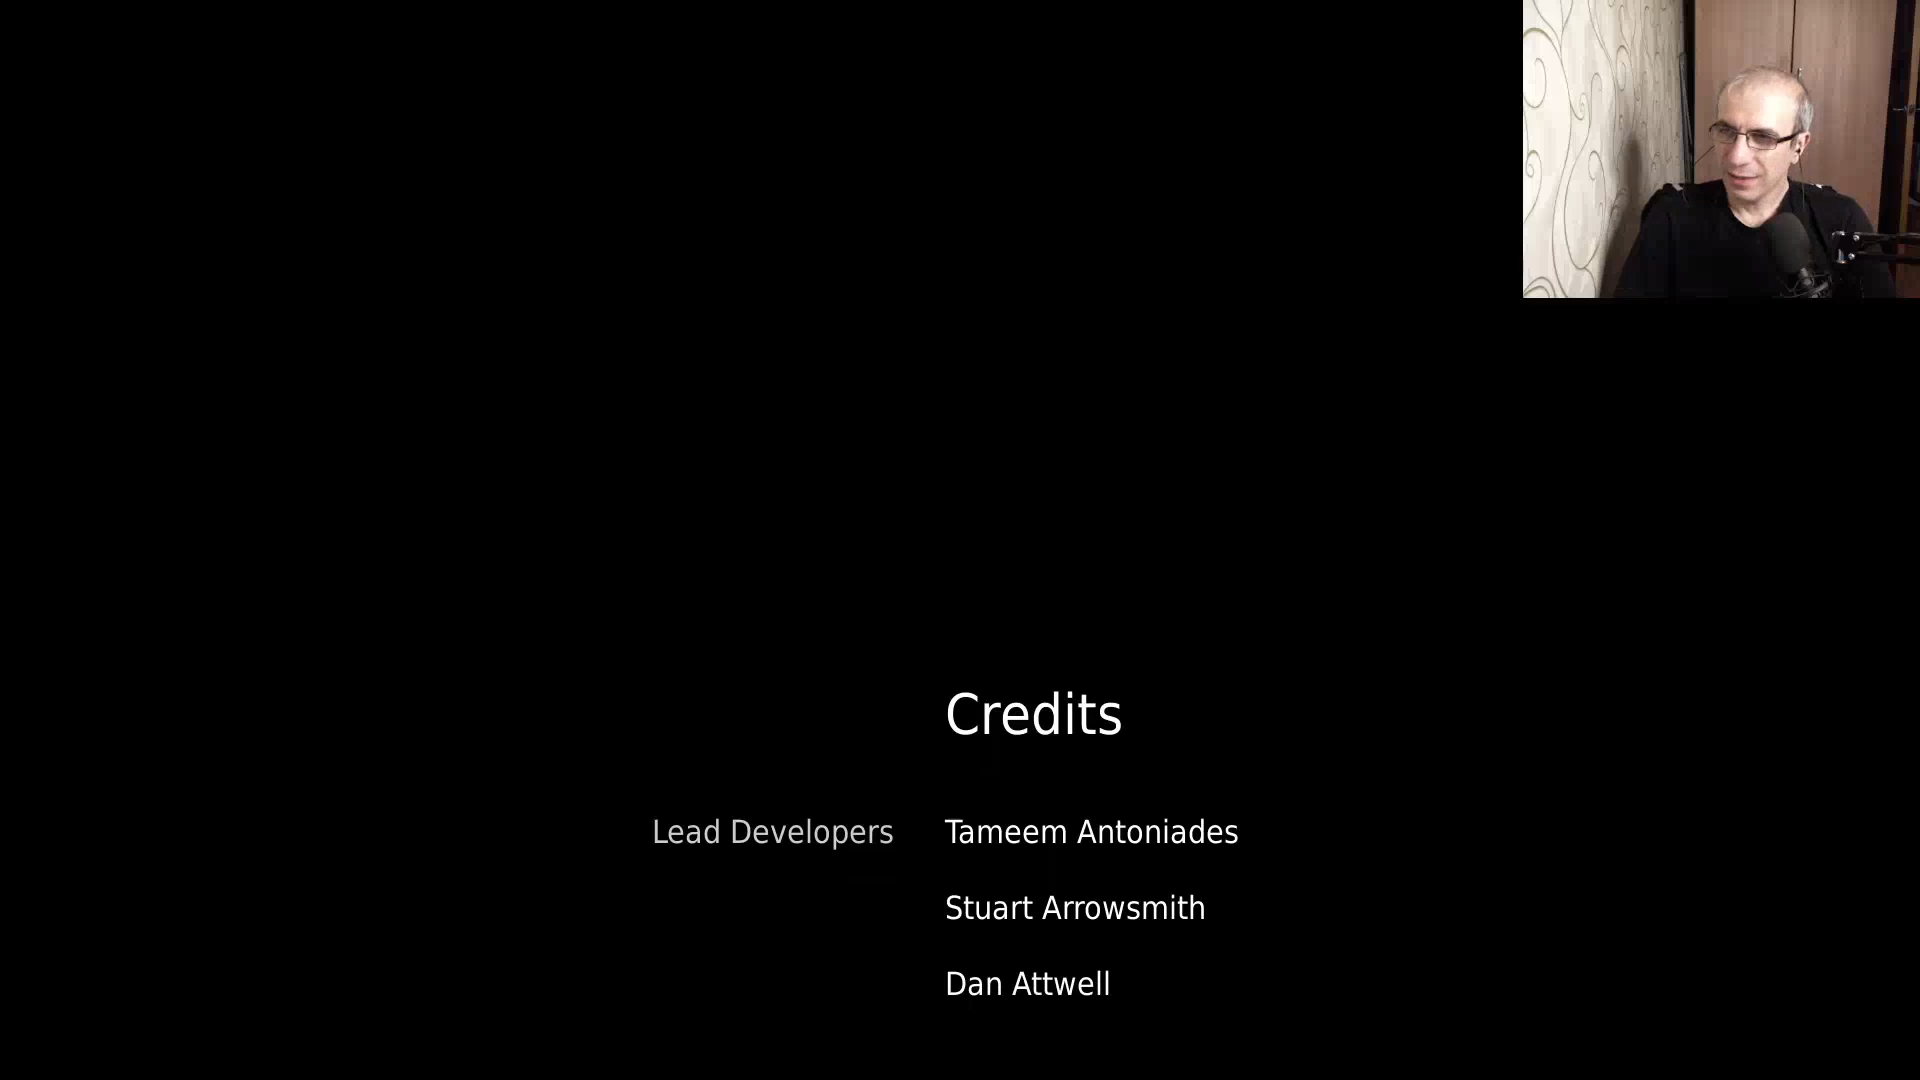 Credits
Lead Developers Tameem Antoniades
Stuart Arrowsmith
Dan Attwell